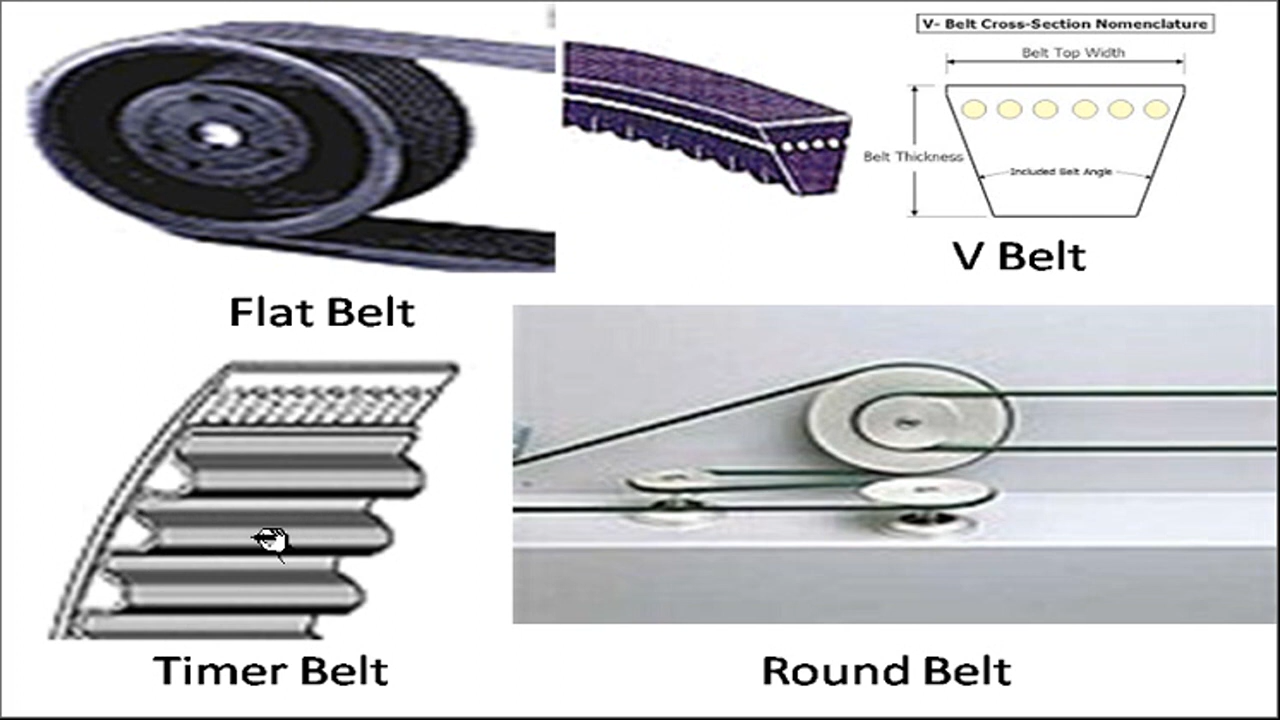 V- Belt Cross-Section Nomenclature
Belt Top Width
Belt Thickness
Included Belt Angle
V Belt
Flat Belt
Timer Belt
Round Belt